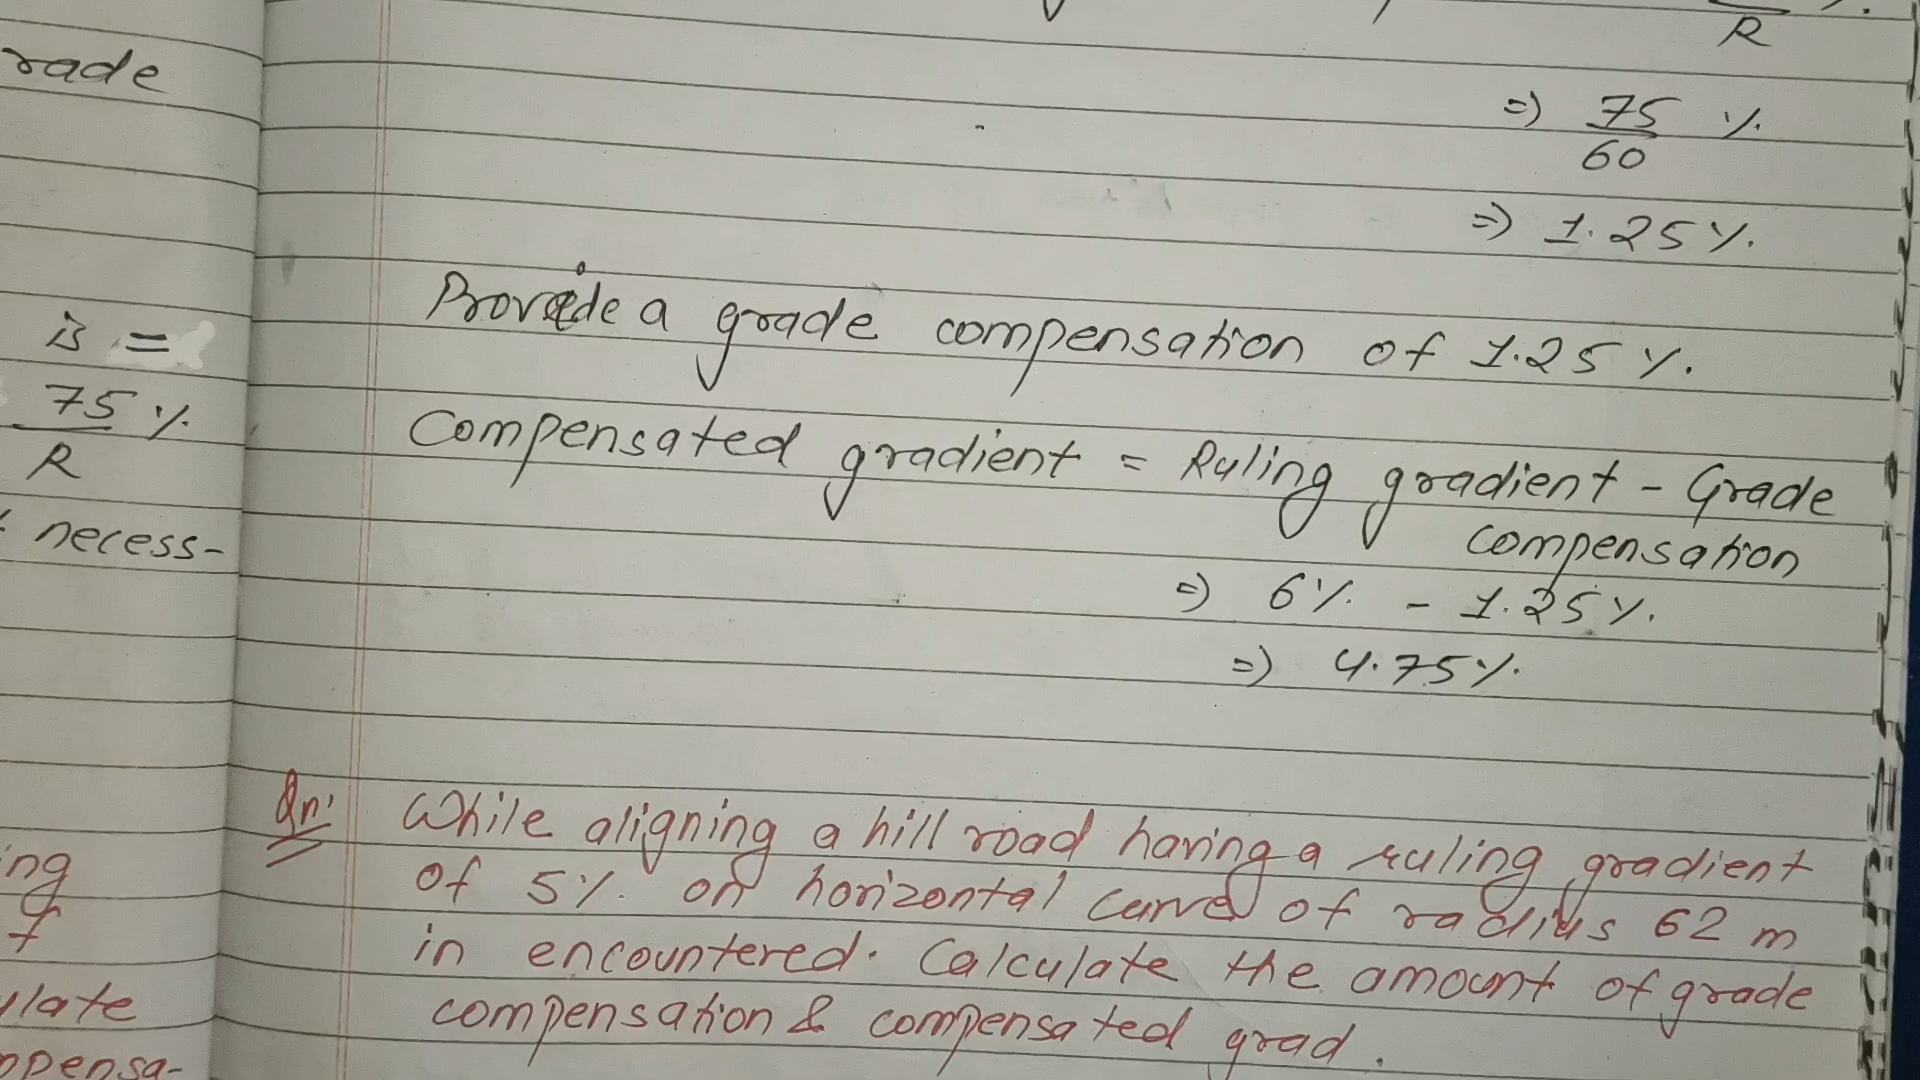 rade
is =
75 %
R
necess-
ing
f
ulate
mpensa-
R
=> 75 %
60
=> 1.25 %.
Provide a grade compensation of 1.25 %.
Compensated gradient = Ruling gradient - Grade
compensation
=> 6 %. - 1.25 %.
=> 4.75 %.
Qn: While aligning a hill road having a ruling gradient
of 5 %. on horizontal curve of radius 62 m
in encountered. Calculate the amount of grade
compensation & compensated grad.